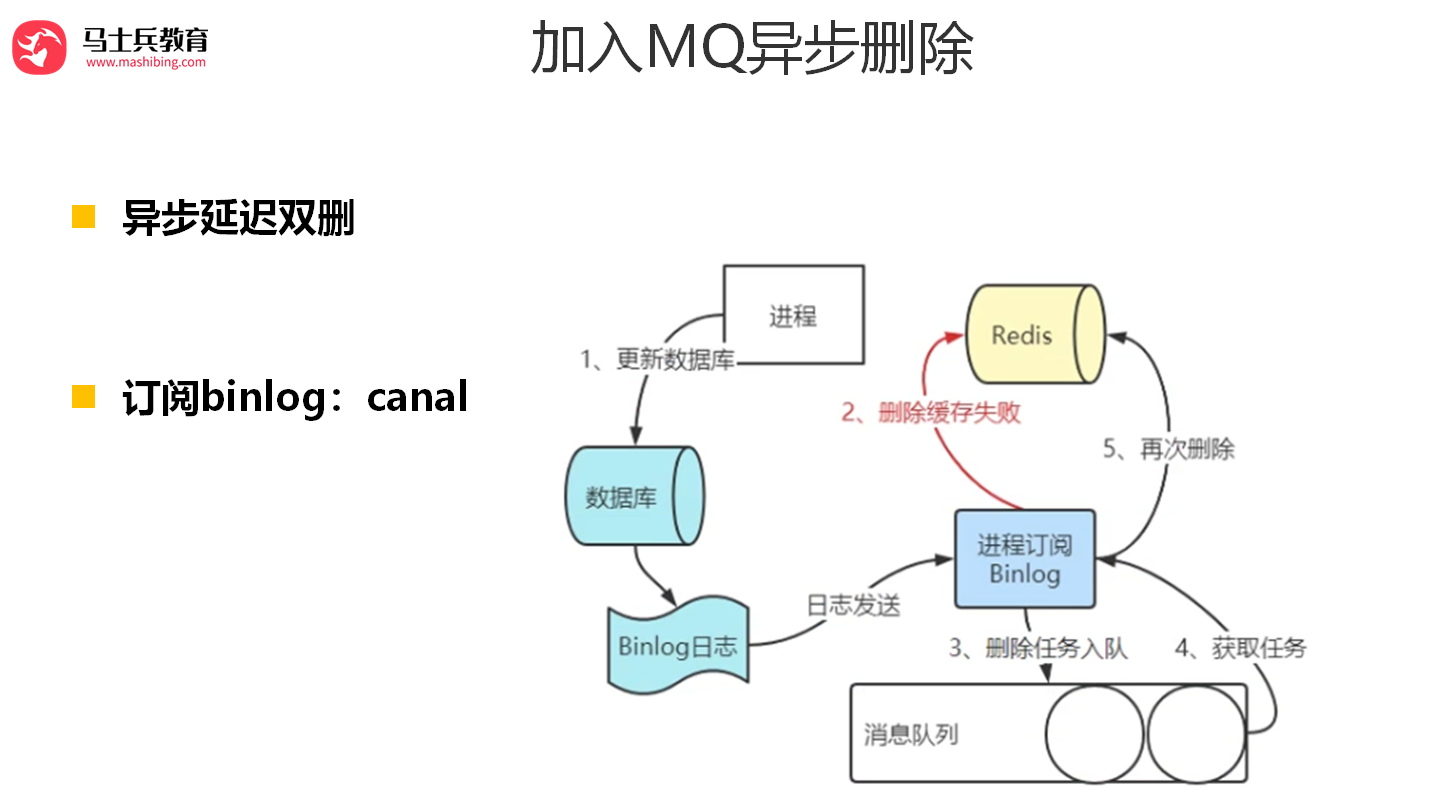 马士兵教育
www.mashibing.com
加入MQ异步删除
异步延迟双删
订阅binlog：canal
进程
1、更新数据库
数据库
Binlog日志
日志发送
Redis
2、删除缓存失败
5、再次删除
进程订阅
Binlog
3、删除任务入队
4、获取任务
消息队列